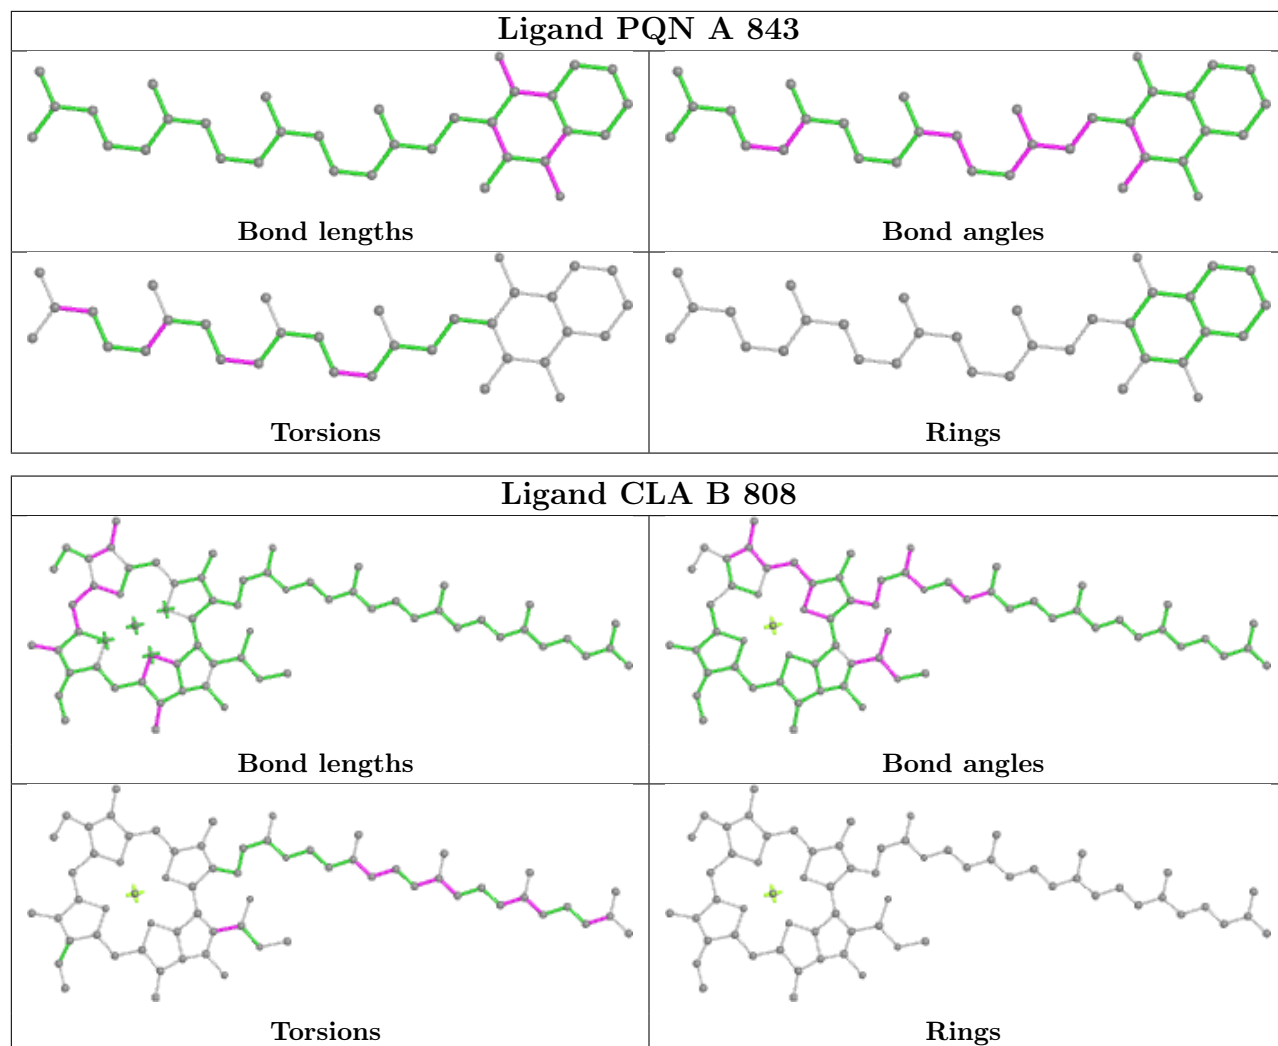 Ligand PQN A 843
Bond lengths
Bond angles
Torsions
Rings
Ligand CLA B 808
Bond lengths
Bond angles
Torsions
Rings